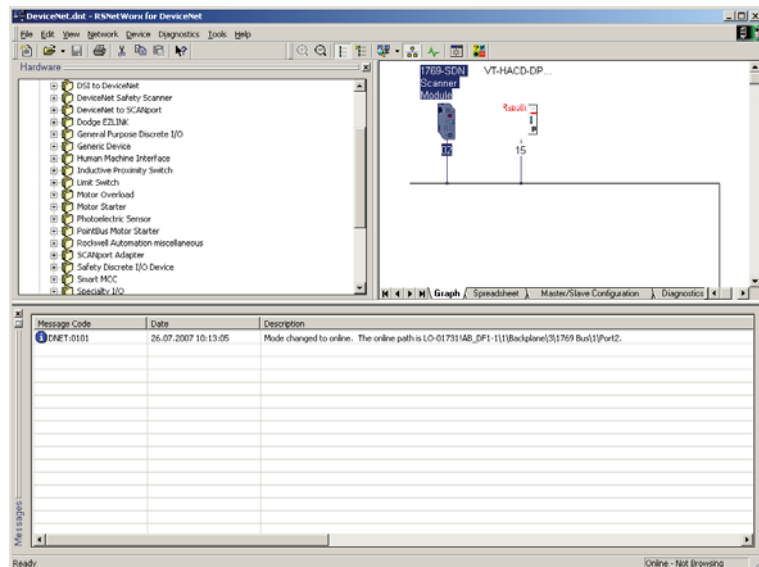 DeviceNet.dnt - RSNetWorx for DeviceNet
File Edit View Network Device Diagnostics Tools Help
Hardware
DSI to DeviceNet
DeviceNet Safety Scanner
DeviceNet to SCANport
Dodge EZLINK
General Purpose Discrete I/O
Generic Device
Human Machine Interface
Inductive Proximity Switch
Limit Switch
Motor Overload
Motor Starter
Photoelectric Sensor
PointBus Motor Starter
Rockwell Automation miscellaneous
SCANport Adapter
Safety Discrete I/O Device
Smart MCC
Specialty I/O
1769-SDN
Scanner
Module
VT-HACD-DP...
02
15
Graph Spreadsheet Master/Slave Configuration Diagnostics
Message Code Date Description
DNET:0101 26.07.2007 10:13:05 Mode changed to online. The online path is LO-01731!AB_DF1-1\1\Backplane\3\1769 Bus\1\Port2.
Messages
Ready Online - Not Browsing